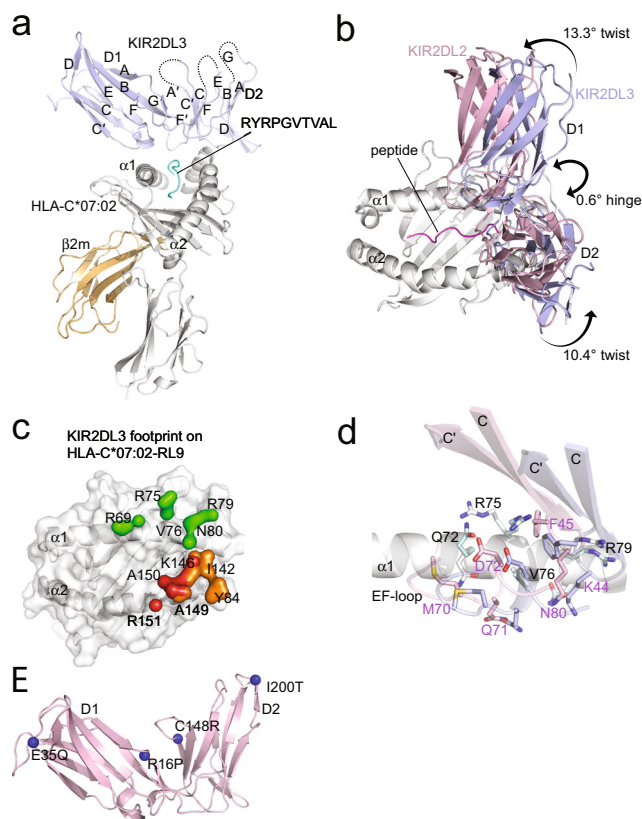 a
KIR2DL3
D
D1
A
B
E
C
C'
F
G
A'
C'
C
F'
F
E
G
B
A
D2
D
RYRPGVTVAL
α1
HLA-C*07:02
α2
β2m
b
KIR2DL2
13.3° twist
KIR2DL3
D1
peptide
α1
0.6° hinge
α2
D2
10.4° twist
c
KIR2DL3 footprint on
HLA-C*07:02-RL9
R75
R79
R69
V76
N80
α1
K146
I142
A150
α2
Y84
A149
R151
d
C
C'
C'
C
R75
F45
Q72
R79
α1
D72
V76
EF-loop
K44
M70
N80
Q71
E
I200T
D1
C148R
D2
E35Q
R16P